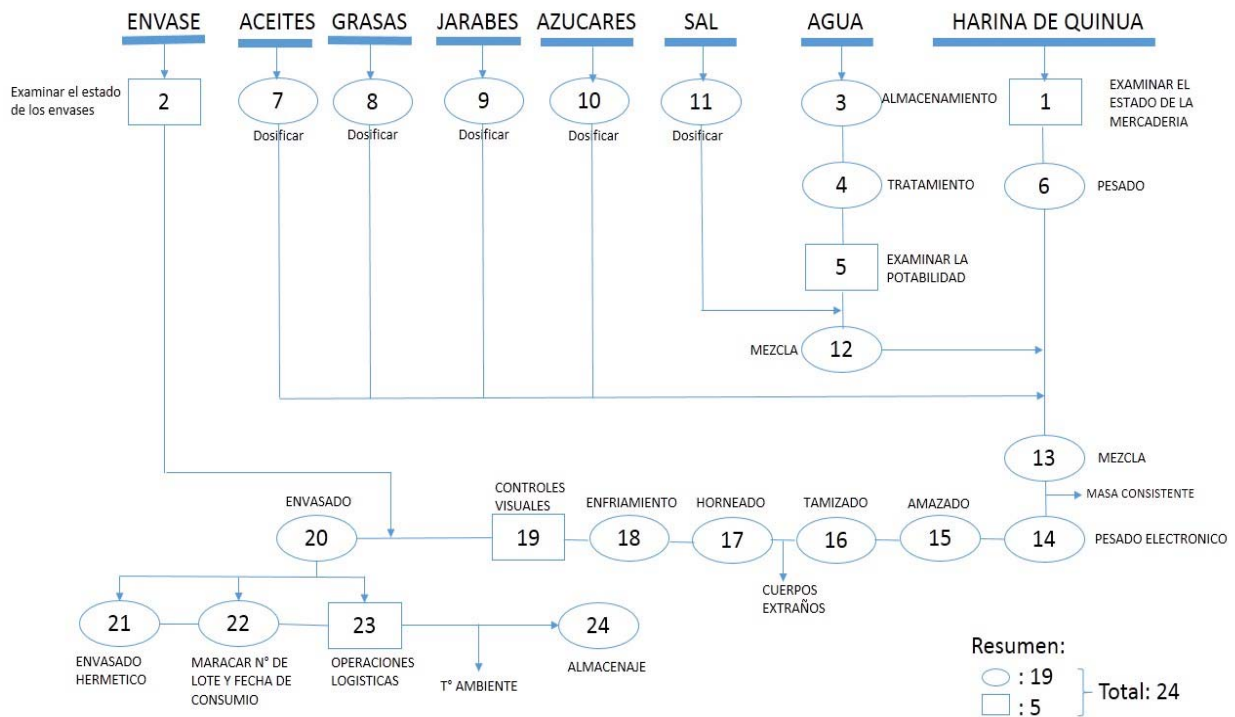 ENVASE
ACEITES
GRASAS
JARABES
AZUCARES
SAL
AGUA
HARINA DE QUINUA
Examinar el estado
de los envases
2
7
Dosificar
8
Dosificar
9
Dosificar
10
Dosificar
11
Dosificar
3
ALMACENAMIENTO
1
EXAMINAR EL
ESTADO DE LA
MERCADERIA
4
TRATAMIENTO
6
PESADO
5
EXAMINAR LA
POTABILIDAD
MEZCLA
12
13
MEZCLA
MASA CONSISTENTE
ENVASADO
20
CONTROLES
VISUALES
19
ENFRIAMIENTO
18
HORNEADO
17
TAMIZADO
16
AMAZADO
15
14
PESADO ELECTRONICO
CUERPOS
EXTRAÑOS
21
ENVASADO
HERMETICO
22
MARACAR N° DE
LOTE Y FECHA DE
CONSUMIO
23
OPERACIONES
LOGISTICAS
T° AMBIENTE
24
ALMACENAJE
Resumen:
: 19
: 5
Total: 24